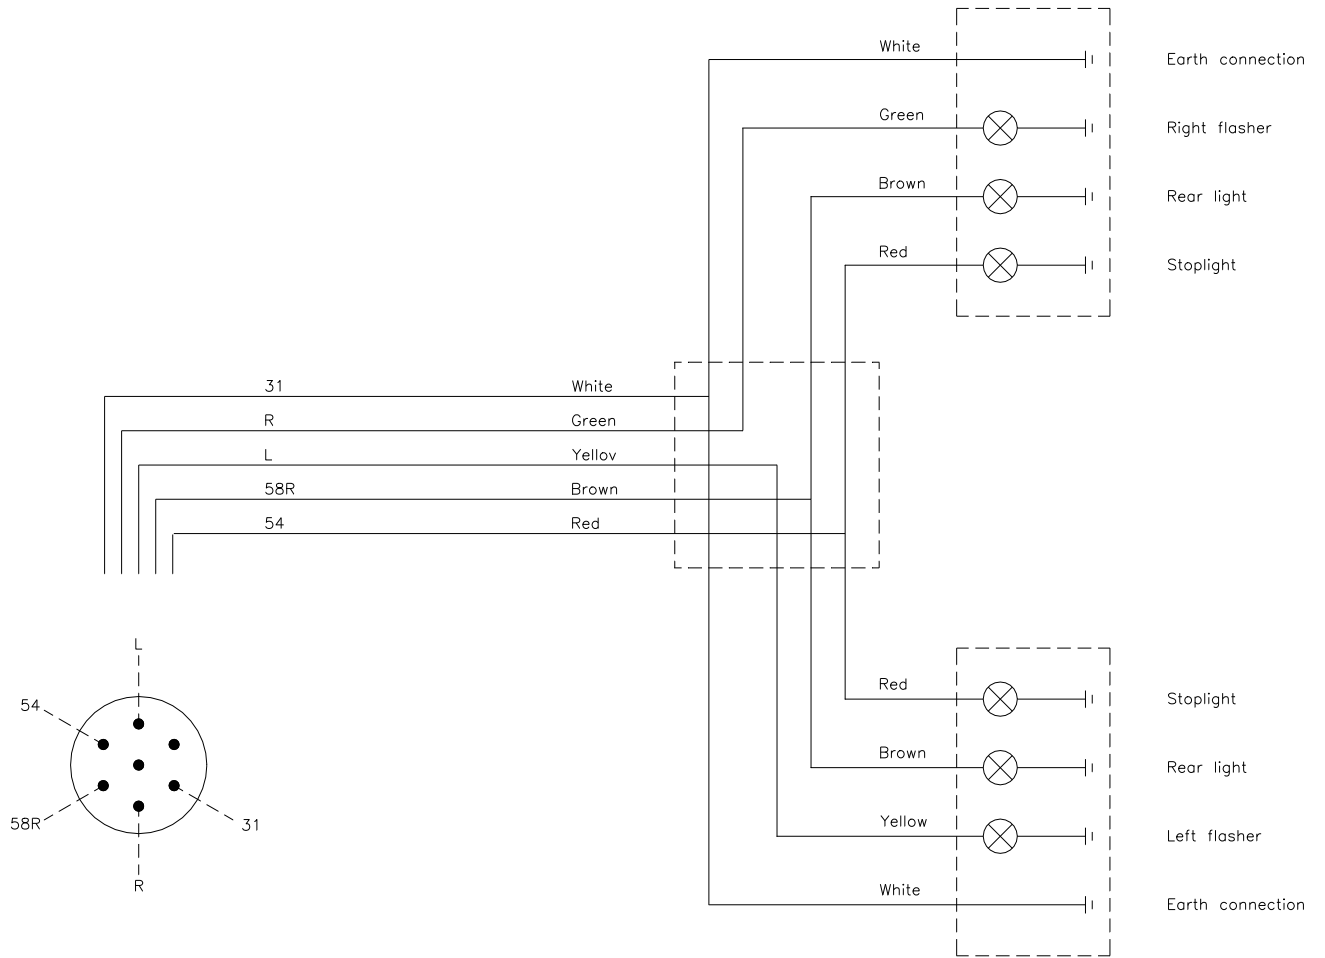 White
Earth connection
Green
Right flasher
Brown
Rear light
Red
Stoplight
31 White
R Green
L Yellov
58R Brown
54 Red
L
54
58R
31
R
Red
Stoplight
Brown
Rear light
Yellow
Left flasher
White
Earth connection